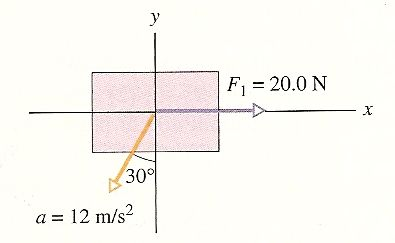 y
F₁ = 20.0 N
x
30°
a = 12 m/s²